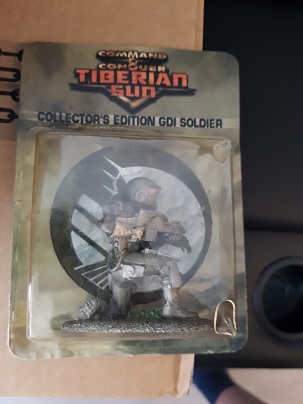 COMMAND
&
CONQUER
TIBERIAN
SUN
COLLECTOR'S EDITION GDI SOLDIER